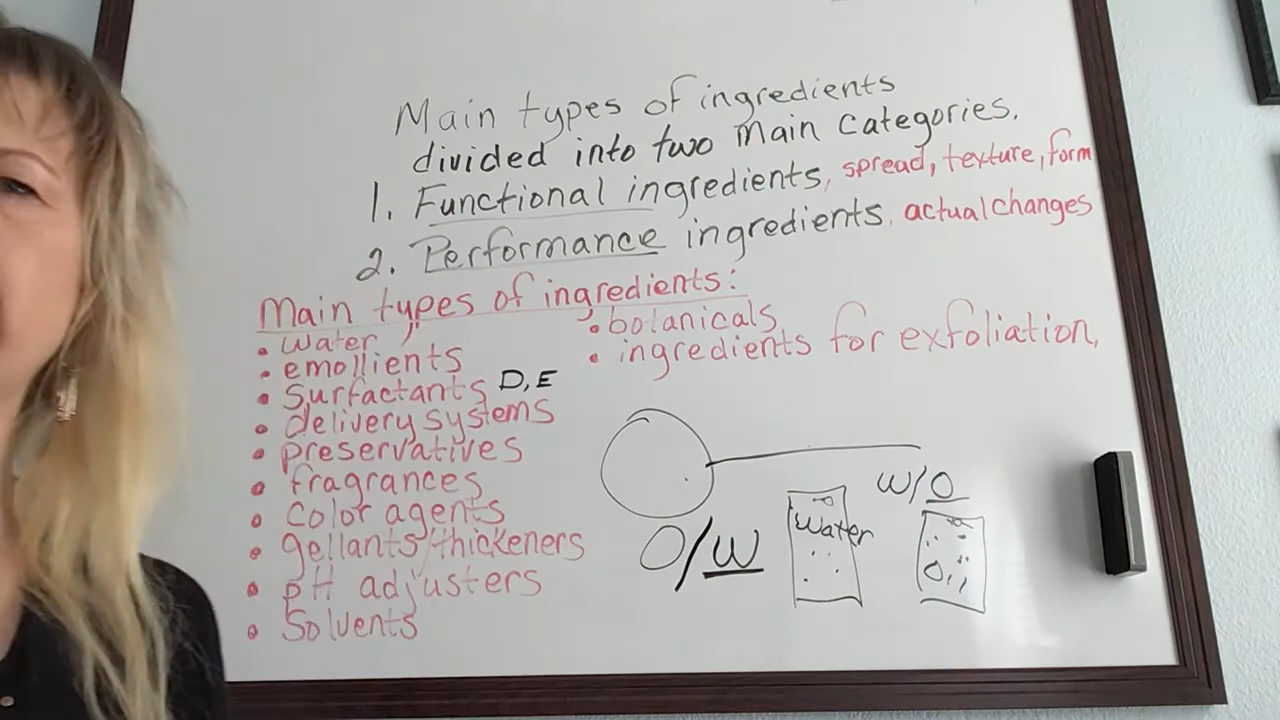 Main types of ingredients
divided into two main categories.
1. Functional ingredients, spread, texture, form
2. Performance ingredients. actual changes
Main types of ingredients:
• water
• emollients
• Surfactants D, E
• delivery systems
• preservatives
• fragrances
• Color agents
• gellants/thickeners
• pH adjusters
• Solvents
• botanicals
• ingredients for exfoliation,
O/W
Water
W/O